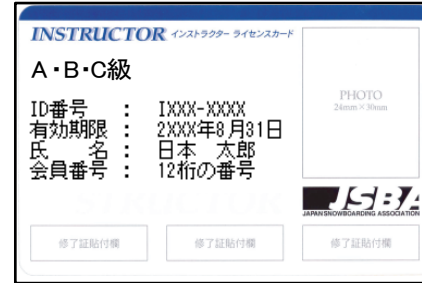 INSTRUCTOR インストラクター ライセンスカード
A・B・C級
ID番号 : IXXX-XXXX
有効期限 : 2XXX年8月31日
氏 名 : 日本 太郎
会員番号 : 12桁の番号
PHOTO
24mm×30mm
JSBA
JAPAN SNOWBOARDING ASSOCIATION
修了証貼付欄 修了証貼付欄 修了証貼付欄